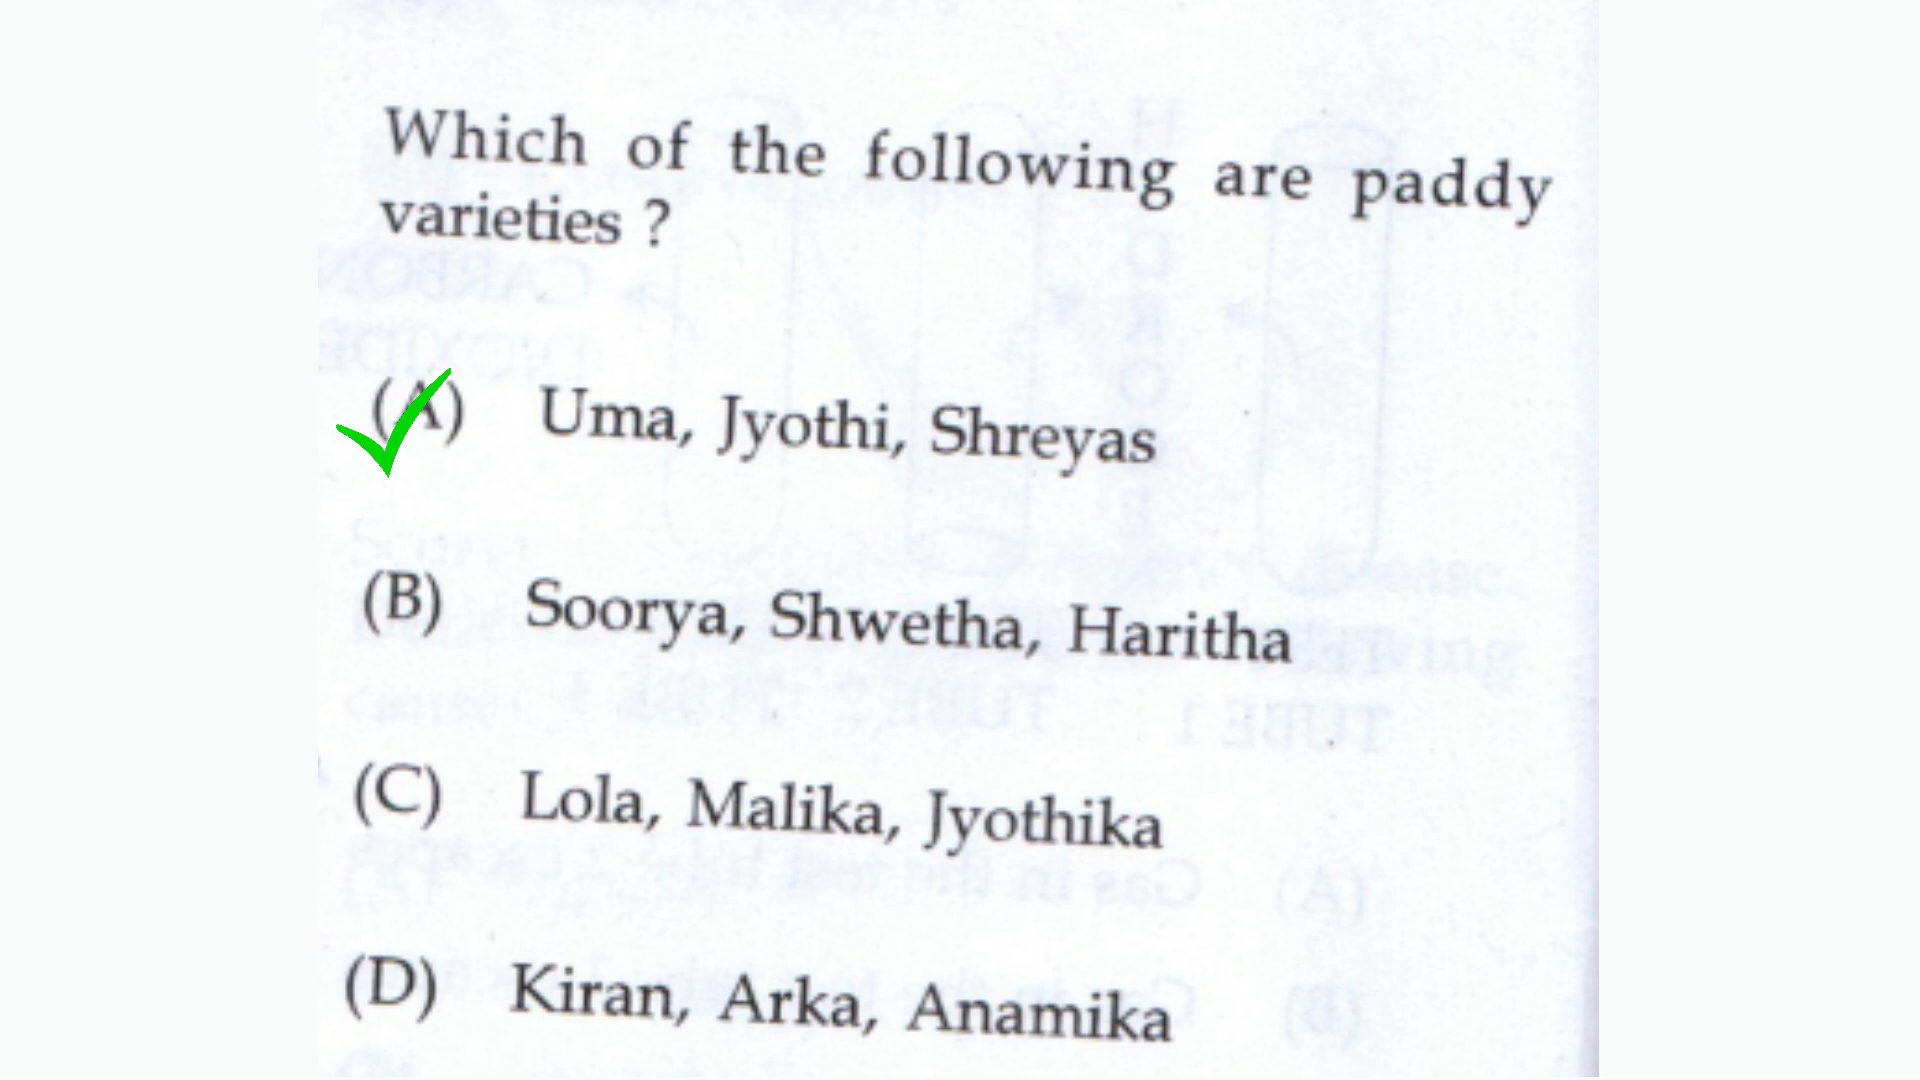 Which of the following are paddy
varieties ?
(A) Uma, Jyothi, Shreyas
(B) Soorya, Shwetha, Haritha
(C) Lola, Malika, Jyothika
(D) Kiran, Arka, Anamika